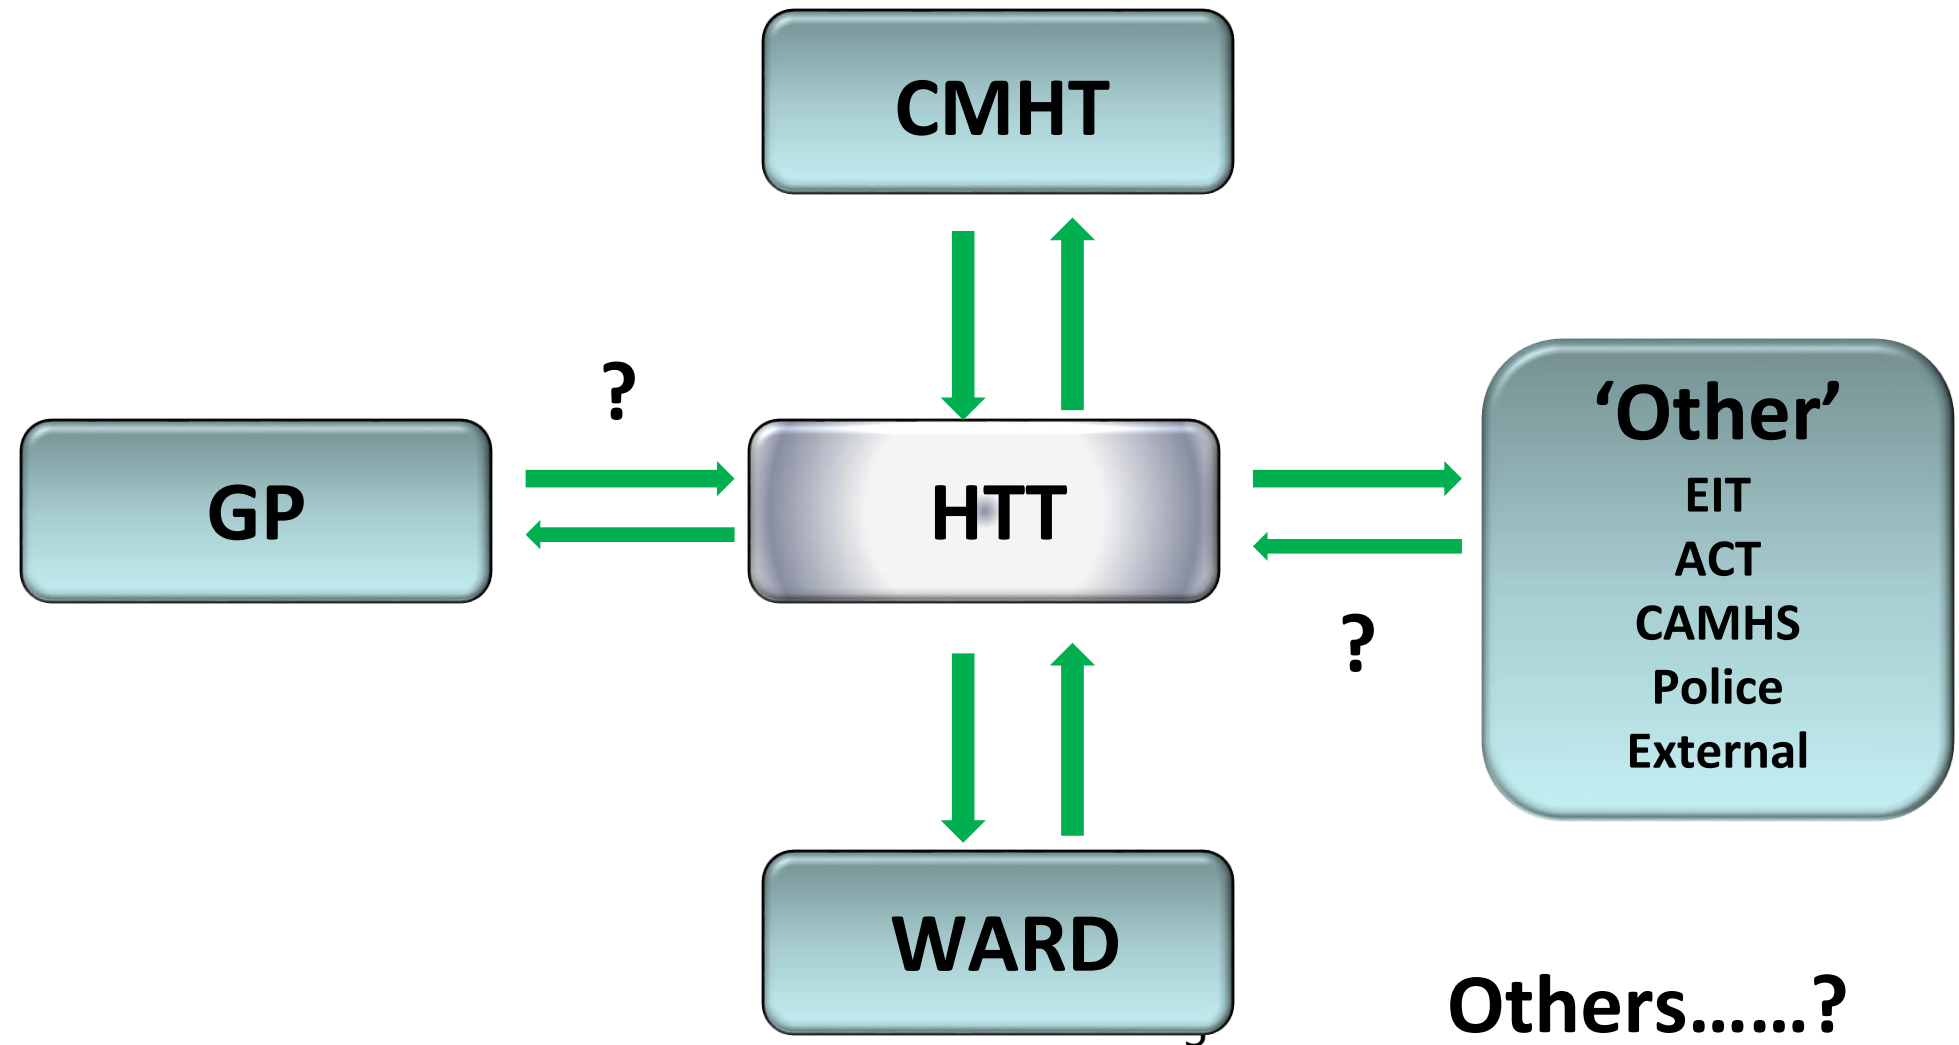 CMHT
?
GP
HTT
‘Other’
EIT
ACT
CAMHS
Police
External
?
WARD
Others......?